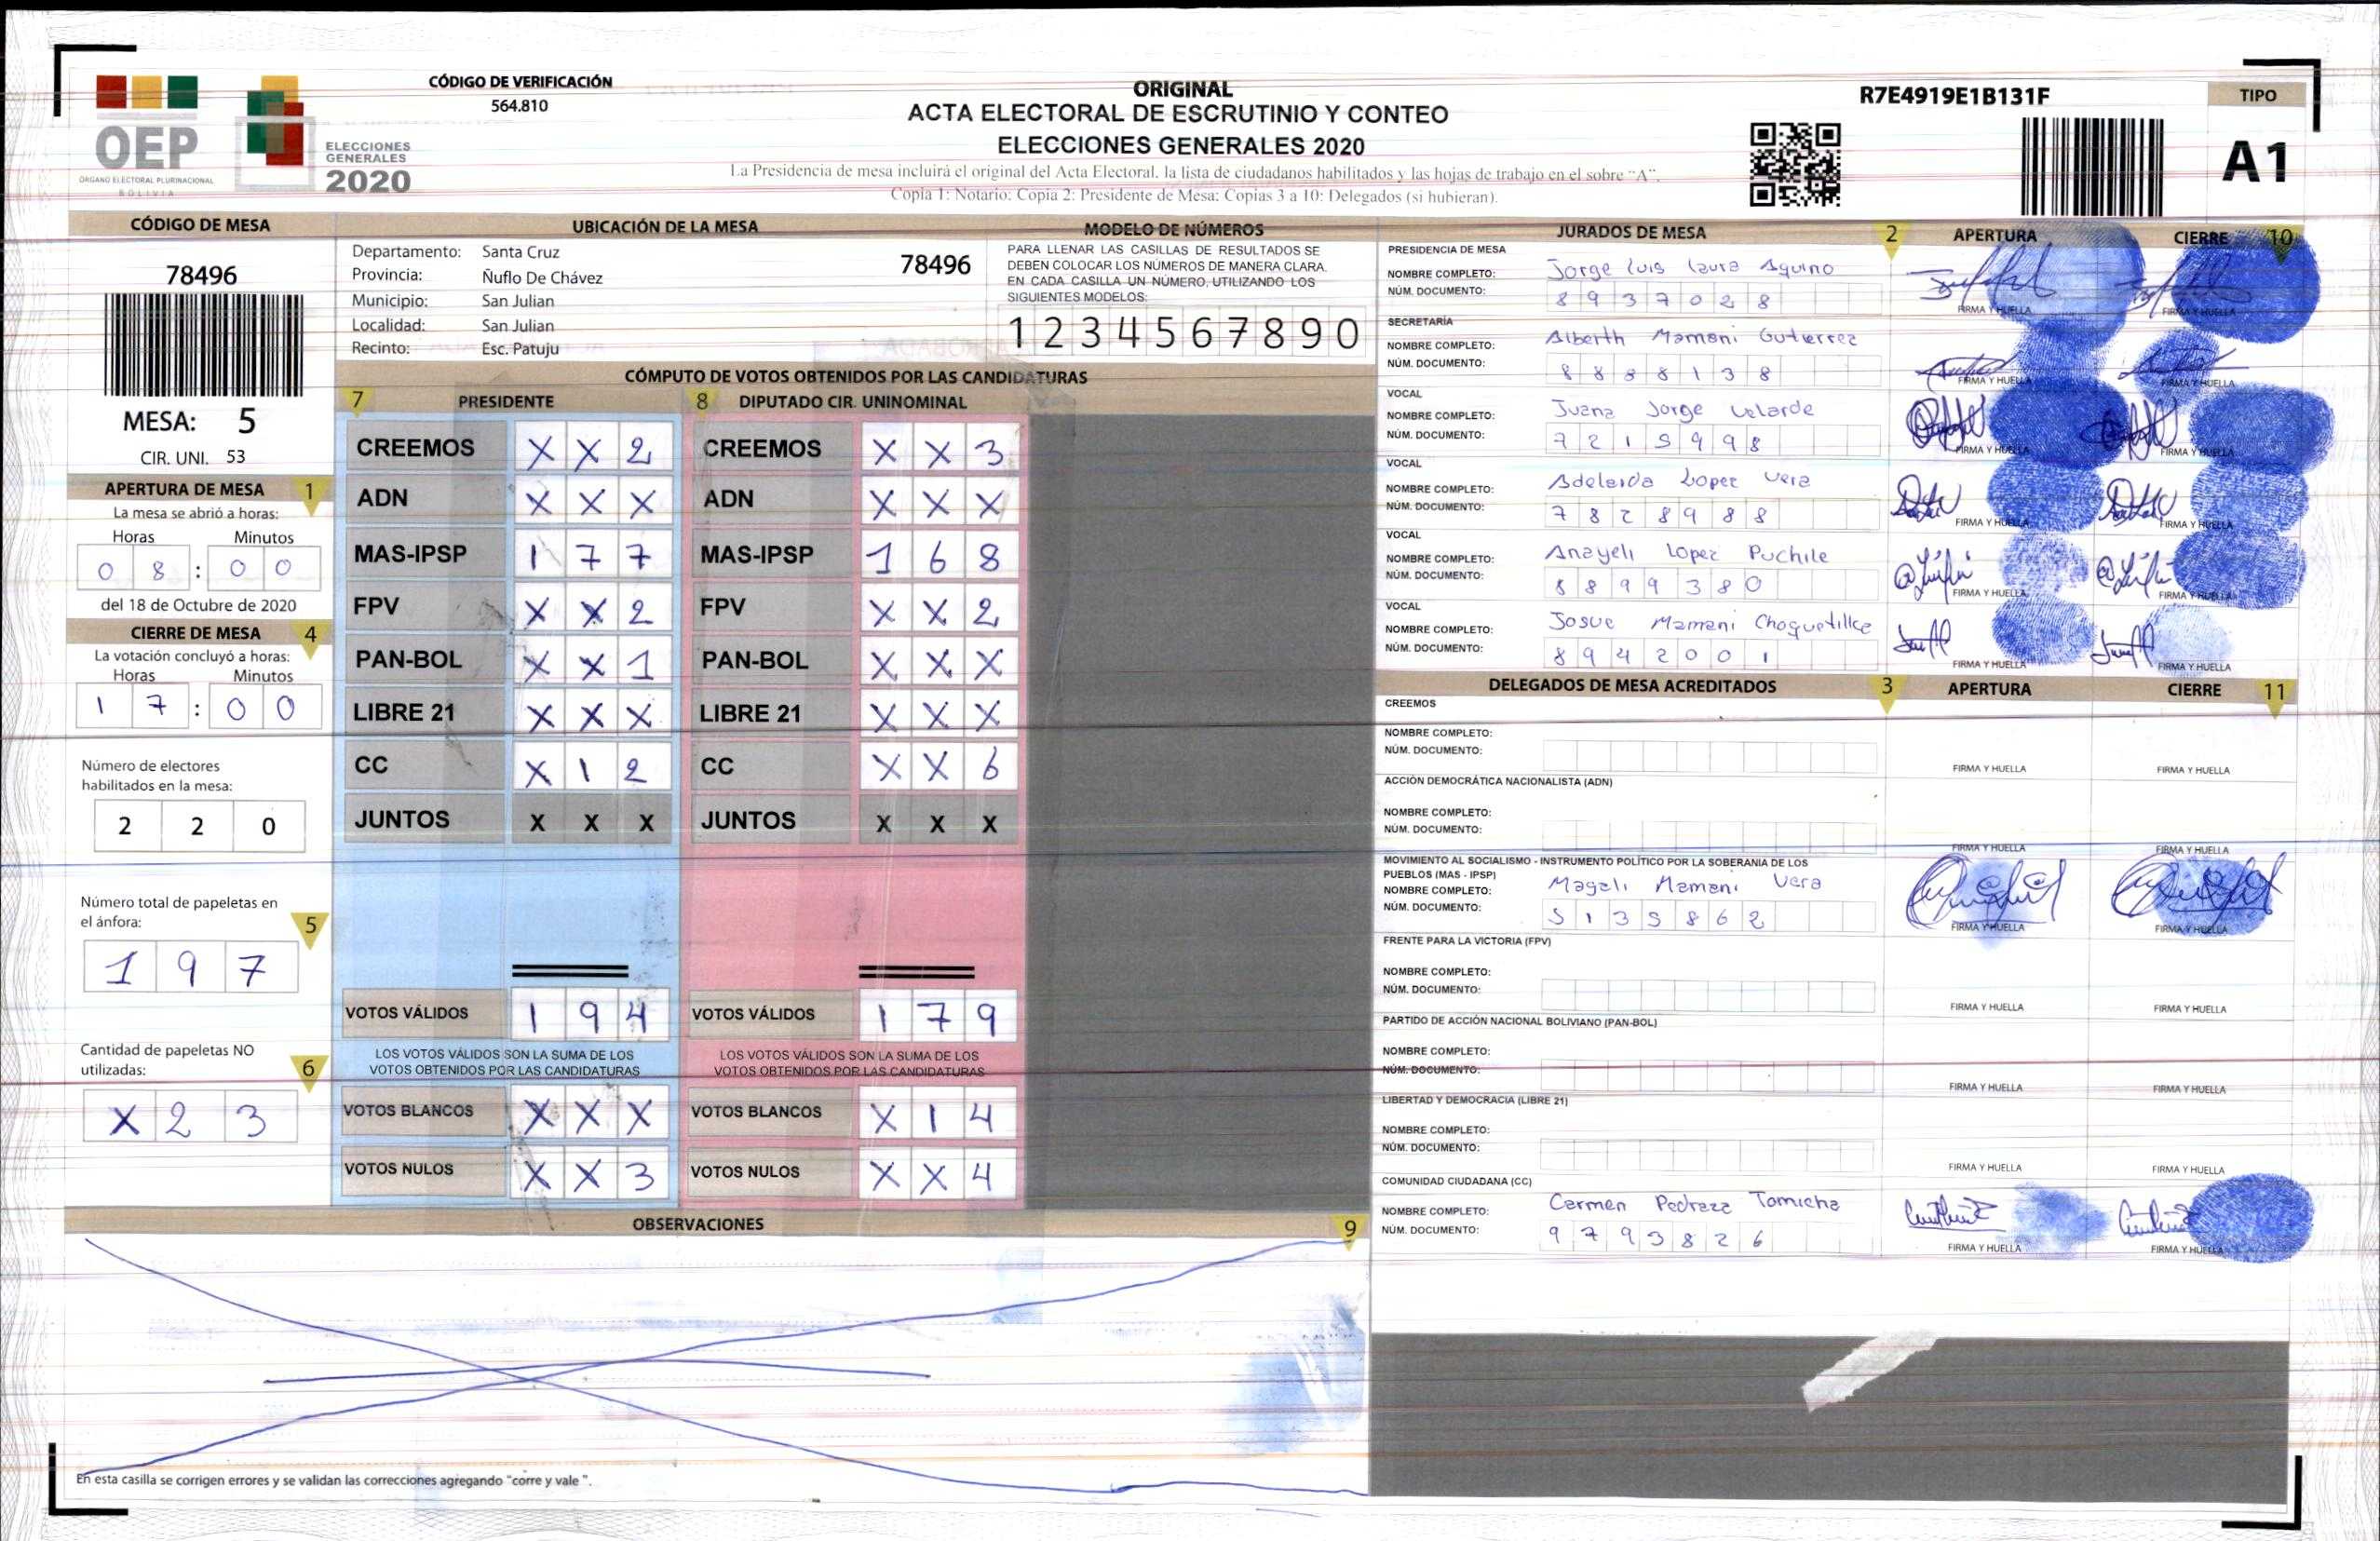 CÓDIGO DE VERIFICACIÓN
564.810
OEP
ÓRGANO ELECTORAL PLURINACIONAL
BOLIVIA
ELECCIONES
GENERALES
2020
ORIGINAL
ACTA ELECTORAL DE ESCRUTINIO Y CONTEO
ELECCIONES GENERALES 2020
La Presidencia de mesa incluirá el original del Acta Electoral, la lista de ciudadanos habilitados y las hojas de trabajo en el sobre "A".
Copia 1: Notario: Copia 2: Presidente de Mesa: Copias 3 a 10: Delegados (si hubieran).
R7E4919E1B131F
TIPO
A1
CÓDIGO DE MESA
78496
MESA: 5
CIR. UNI. 53
APERTURA DE MESA 1
La mesa se abrió a horas:
Horas Minutos
0 8 : 0 0
del 18 de Octubre de 2020
CIERRE DE MESA 4
La votación concluyó a horas:
Horas Minutos
1 7 : 0 0
Número de electores
habilitados en la mesa:
2 2 0
Número total de papeletas en
el ánfora: 5
1 9 7
Cantidad de papeletas NO
utilizadas: 6
X 2 3
UBICACIÓN DE LA MESA
Departamento: Santa Cruz
Provincia: Ñuflo De Chávez
Municipio: San Julian
Localidad: San Julian
Recinto: Esc. Patuju
78496
MODELO DE NÚMEROS
PARA LLENAR LAS CASILLAS DE RESULTADOS SE
DEBEN COLOCAR LOS NÚMEROS DE MANERA CLARA.
EN CADA CASILLA UN NÚMERO, UTILIZANDO LOS
SIGUIENTES MODELOS:
1 2 3 4 5 6 7 8 9 0
CÓMPUTO DE VOTOS OBTENIDOS POR LAS CANDIDATURAS
7 PRESIDENTE
CREEMOS X X 2
ADN X X X
MAS-IPSP 1 7 7
FPV X X 2
PAN-BOL X X 1
LIBRE 21 X X X
CC X 1 2
JUNTOS X X X
VOTOS VÁLIDOS 1 9 4
LOS VOTOS VÁLIDOS SON LA SUMA DE LOS
VOTOS OBTENIDOS POR LAS CANDIDATURAS
VOTOS BLANCOS X X X
VOTOS NULOS X X 3
8 DIPUTADO CIR. UNINOMINAL
CREEMOS X X 3
ADN X X X
MAS-IPSP 1 6 8
FPV X X 2
PAN-BOL X X X
LIBRE 21 X X X
CC X X 6
JUNTOS X X X
VOTOS VÁLIDOS 1 7 9
LOS VOTOS VÁLIDOS SON LA SUMA DE LOS
VOTOS OBTENIDOS POR LAS CANDIDATURAS
VOTOS BLANCOS X 1 4
VOTOS NULOS X X 4
OBSERVACIONES 9
En esta casilla se corrigen errores y se validan las correcciones agregando "corre y vale ".
JURADOS DE MESA 2 APERTURA CIERRE 10
PRESIDENCIA DE MESA
NOMBRE COMPLETO: Jorge Luis Laura Aquino
NÚM. DOCUMENTO: 8 9 3 7 0 2 8
FIRMA Y HUELLA FIRMA Y HUELLA
SECRETARÍA
NOMBRE COMPLETO: Alberth Mamani Gutierrez
NÚM. DOCUMENTO: 8 8 8 8 1 3 8
FIRMA Y HUELLA FIRMA Y HUELLA
VOCAL
NOMBRE COMPLETO: Juana Jorge Velarde
NÚM. DOCUMENTO: 7 2 1 5 9 9 8
FIRMA Y HUELLA FIRMA Y HUELLA
VOCAL
NOMBRE COMPLETO: Adelaida Lopez Vera
NÚM. DOCUMENTO: 7 8 2 8 9 8 8
FIRMA Y HUELLA FIRMA Y HUELLA
VOCAL
NOMBRE COMPLETO: Anayeli Lopez Puchile
NÚM. DOCUMENTO: 8 8 9 9 3 8 0
FIRMA Y HUELLA FIRMA Y HUELLA
VOCAL
NOMBRE COMPLETO: Josue Mamani Choquetillce
NÚM. DOCUMENTO: 8 9 4 2 0 0 1
FIRMA Y HUELLA FIRMA Y HUELLA
DELEGADOS DE MESA ACREDITADOS 3 APERTURA CIERRE 11
CREEMOS
NOMBRE COMPLETO:
NÚM. DOCUMENTO:
FIRMA Y HUELLA FIRMA Y HUELLA
ACCIÓN DEMOCRÁTICA NACIONALISTA (ADN)
NOMBRE COMPLETO:
NÚM. DOCUMENTO:
FIRMA Y HUELLA FIRMA Y HUELLA
MOVIMIENTO AL SOCIALISMO - INSTRUMENTO POLÍTICO POR LA SOBERANIA DE LOS
PUEBLOS (MAS - IPSP)
NOMBRE COMPLETO: Magali Mamani Vera
NÚM. DOCUMENTO: 5 1 3 5 8 6 2
FIRMA Y HUELLA FIRMA Y HUELLA
FRENTE PARA LA VICTORIA (FPV)
NOMBRE COMPLETO:
NÚM. DOCUMENTO:
FIRMA Y HUELLA FIRMA Y HUELLA
PARTIDO DE ACCIÓN NACIONAL BOLIVIANO (PAN-BOL)
NOMBRE COMPLETO:
NÚM. DOCUMENTO:
FIRMA Y HUELLA FIRMA Y HUELLA
LIBERTAD Y DEMOCRACIA (LIBRE 21)
NOMBRE COMPLETO:
NÚM. DOCUMENTO:
FIRMA Y HUELLA FIRMA Y HUELLA
COMUNIDAD CIUDADANA (CC)
NOMBRE COMPLETO: Carmen Pedraza Tomicha
NÚM. DOCUMENTO: 9 7 9 3 8 2 6
FIRMA Y HUELLA FIRMA Y HUELLA